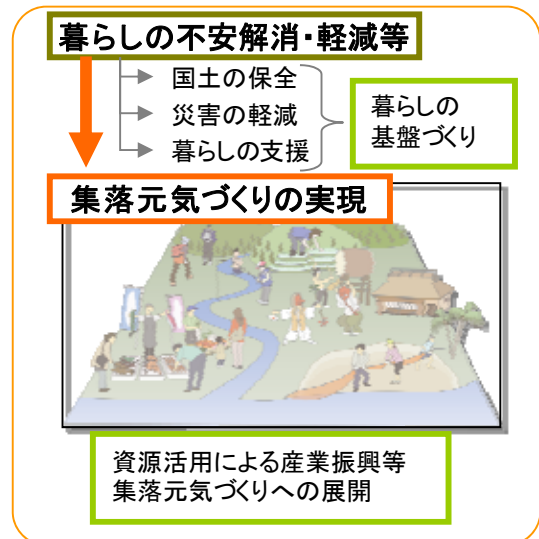 暮らしの不安解消・軽減等
国土の保全
災害の軽減
暮らしの支援
暮らしの
基盤づくり
集落元気づくりの実現
資源活用による産業振興等
集落元気づくりへの展開